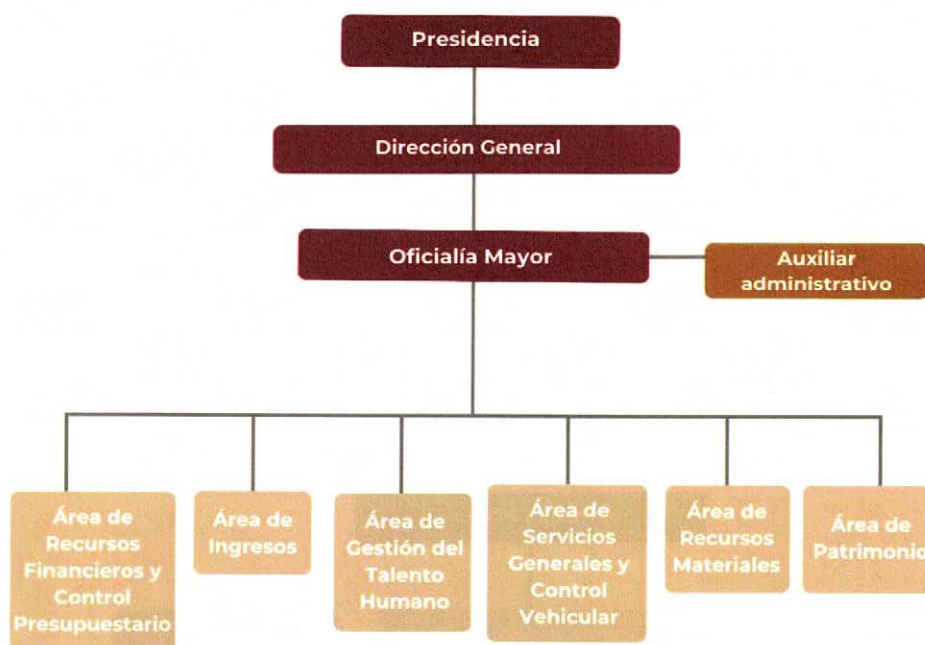 Presidencia
Dirección General
Oficialía Mayor
Auxiliar
administrativo
Área de
Recursos
Financieros y
Control
Presupuestario
Área de
Ingresos
Área de
Gestión del
Talento
Humano
Área de
Servicios
Generales y
Control
Vehicular
Área de
Recursos
Materiales
Área de
Patrimonio